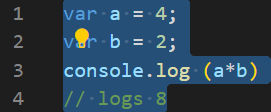 1 var a = 4;
2 var b = 2;
3 console.log (a*b)
4 // logs 8